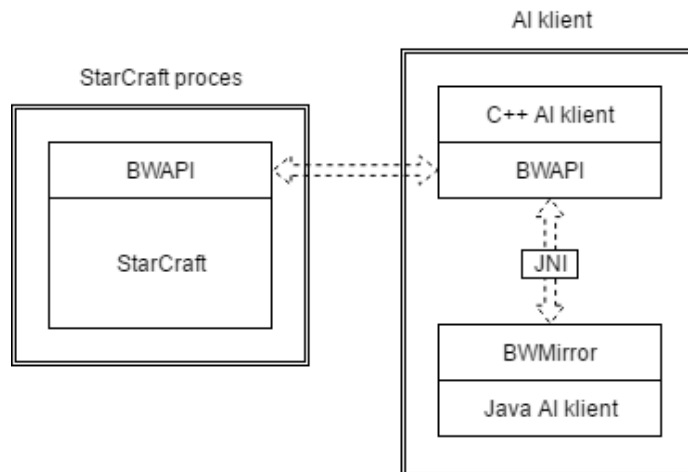 StarCraft proces
BWAPI
StarCraft
AI klient
C++ AI klient
BWAPI
JNI
BWMirror
Java AI klient